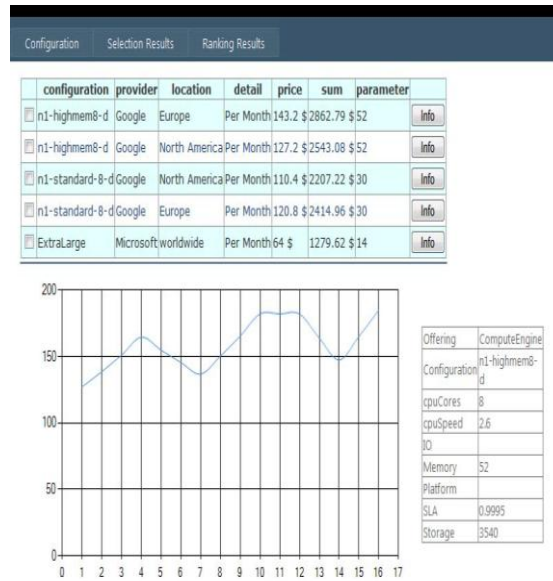 Configuration Selection Results Ranking Results
configuration provider location detail price sum parameter
n1-highmem8-d Google Europe Per Month 143.2 $ 2862.79 $ 52 Info
n1-highmem8-d Google North America Per Month 127.2 $ 2543.08 $ 52 Info
n1-standard-8-d Google North America Per Month 110.4 $ 2207.22 $ 30 Info
n1-standard-8-d Google Europe Per Month 120.8 $ 2414.96 $ 30 Info
ExtraLarge Microsoft worldwide Per Month 64 $ 1279.62 $ 14 Info
200
150
100
50
0
0 1 2 3 4 5 6 7 8 9 10 11 12 13 14 15 16 17
Offering ComputeEngine
Configuration n1-highmem8-
d
cpuCores 8
cpuSpeed 2.6
IO
Memory 52
Platform
SLA 0.9995
Storage 3540